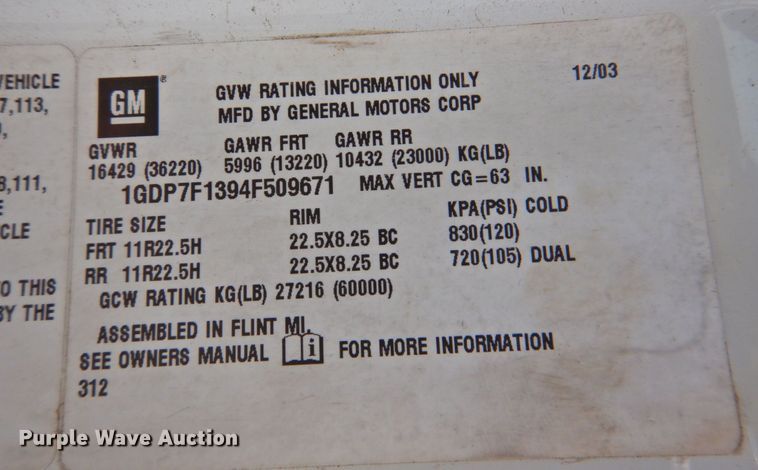 VEHICLE
7,113,
8,111,
CLE
O THIS
BY THE
GM ®
GVW RATING INFORMATION ONLY
12/03
MFD BY GENERAL MOTORS CORP
GVWR GAWR FRT GAWR RR
16429 (36220) 5996 (13220) 10432 (23000) KG(LB)
1GDP7F1394F509671 MAX VERT CG=63 IN.
TIRE SIZE RIM KPA(PSI) COLD
FRT 11R22.5H 22.5X8.25 BC 830(120)
RR 11R22.5H 22.5X8.25 BC 720(105) DUAL
GCW RATING KG(LB) 27216 (60000)
ASSEMBLED IN FLINT MI.
SEE OWNERS MANUAL i FOR MORE INFORMATION
312
Purple Wave Auction